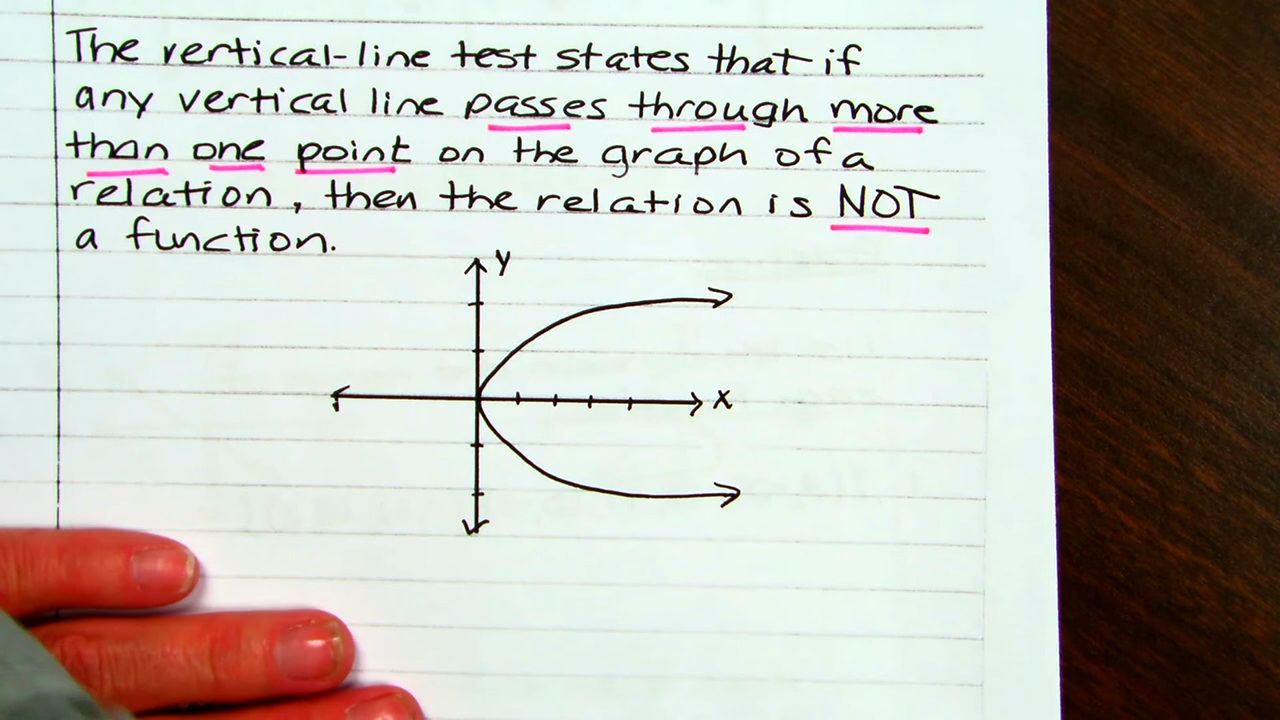 The vertical-line test states that if
any vertical line passes through more
than one point on the graph of a
relation, then the relation is NOT
a function.
y
x